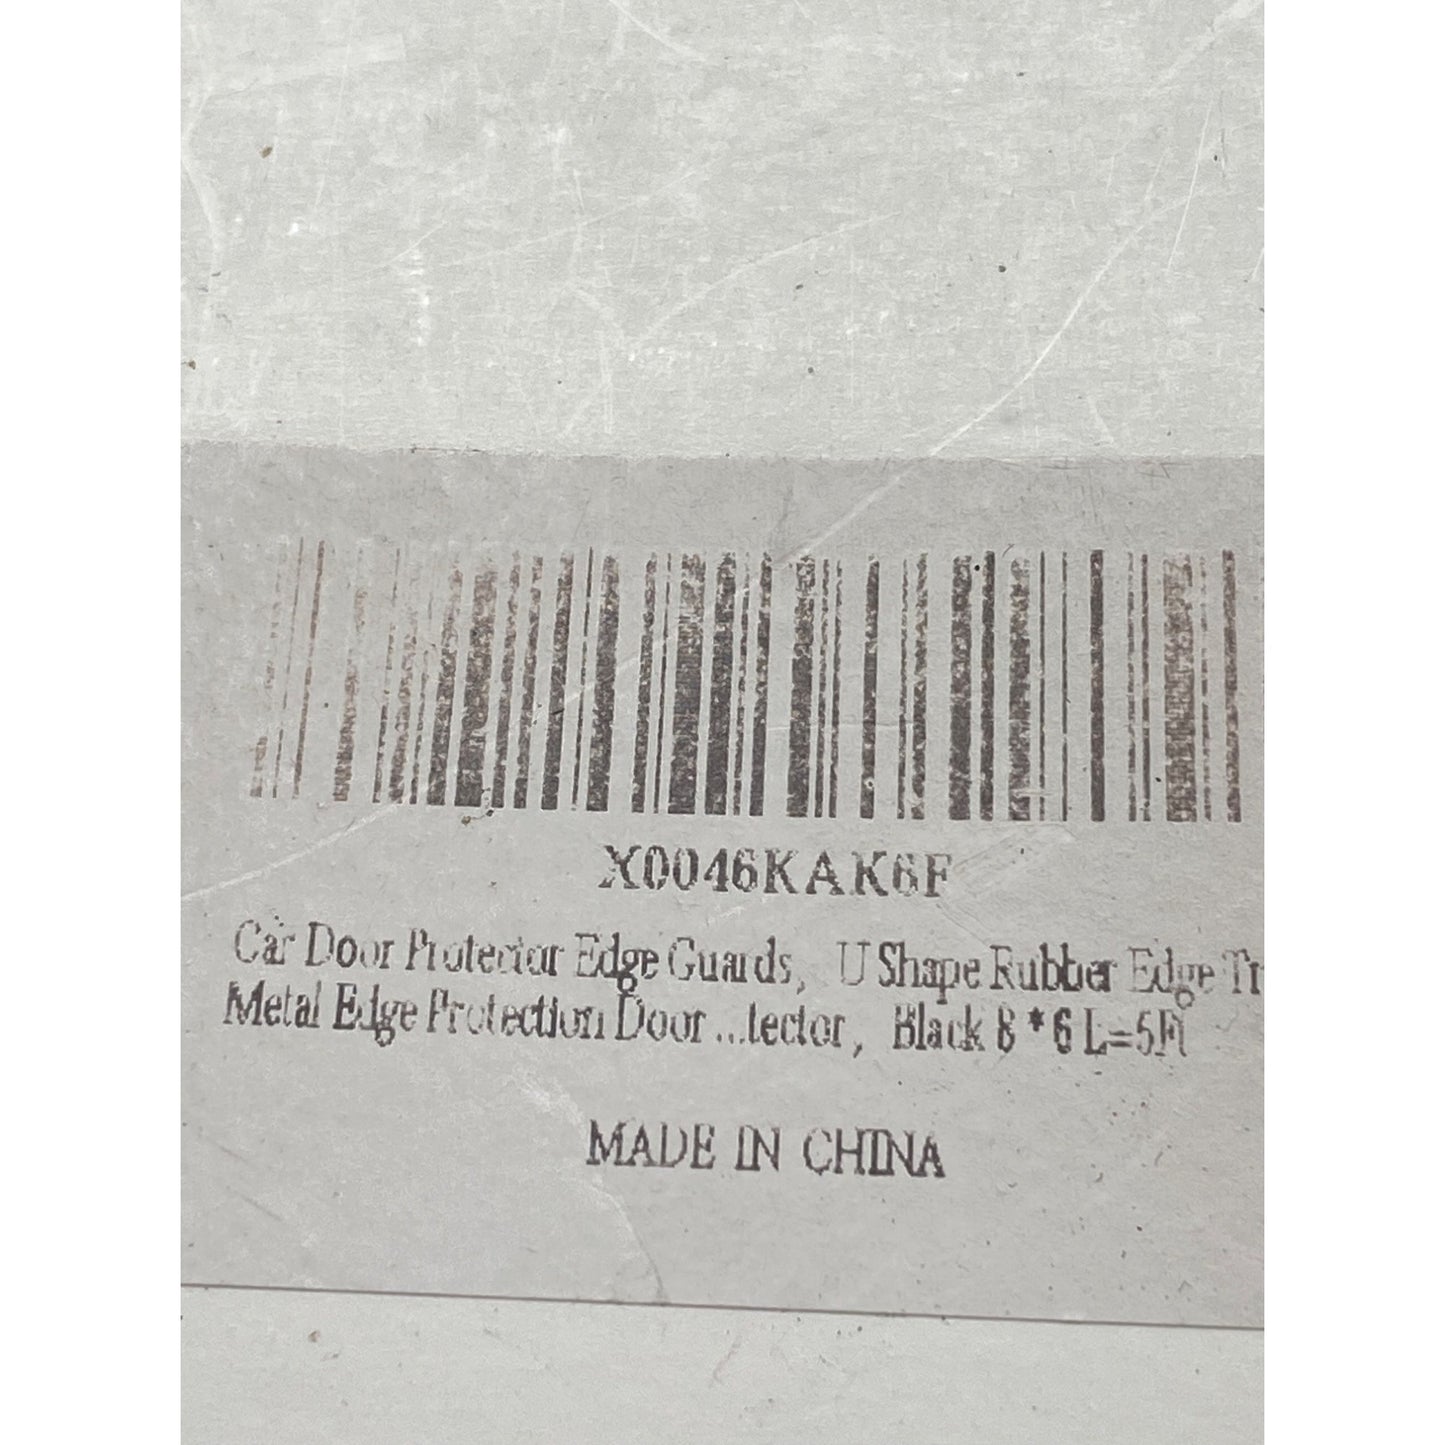 X0046KAK6F
Car Door Protector Edge Guards, U Shape Rubber Edge Tr
Metal Edge Protection Door ...tector, Black 8 * 6 L=5Ft
MADE IN CHINA